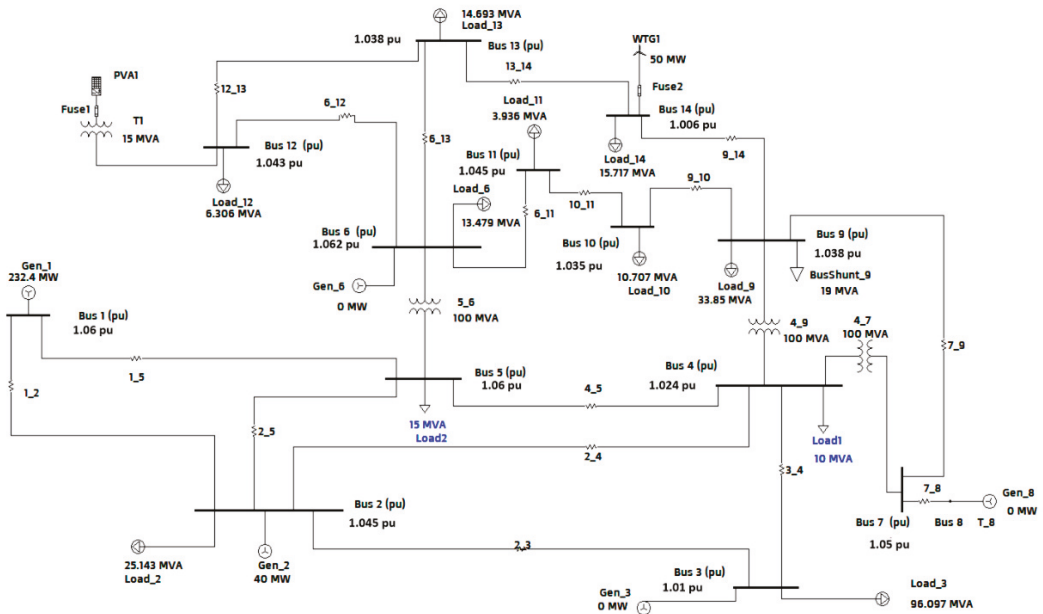 14.693 MVA
Load_13
1.038 pu
Bus 13 (pu)
13_14
WTG1
50 MW
Fuse2
PVA1
Fuse1
T1
15 MVA
12_13
6_12
6_13
Load_11
3.936 MVA
Bus 14 (pu)
1.006 pu
Load_14
15.717 MVA
9_14
Bus 12 (pu)
1.043 pu
Load_12
6.306 MVA
Bus 11 (pu)
1.045 pu
Load_6
13.479 MVA
6_11
10_11
9_10
Bus 6 (pu)
1.062 pu
Gen_6
0 MW
Bus 10 (pu)
1.035 pu
10.707 MVA
Load_10
Load_9
33.85 MVA
Bus 9 (pu)
1.038 pu
BusShunt_9
19 MVA
Gen_1
232.4 MW
Bus 1 (pu)
1.06 pu
5_6
100 MVA
4_9
100 MVA
4_7
100 MVA
7_9
1_2
1_5
Bus 5 (pu)
1.06 pu
4_5
Bus 4 (pu)
1.024 pu
15 MVA
Load2
Load1
10 MVA
2_5
2_4
3_4
7_8
Gen_8
0 MW
Bus 7 (pu)
1.05 pu
Bus 8
T_8
Bus 2 (pu)
1.045 pu
25.143 MVA
Load_2
Gen_2
40 MW
2_3
Bus 3 (pu)
1.01 pu
Gen_3
0 MW
Load_3
96.097 MVA